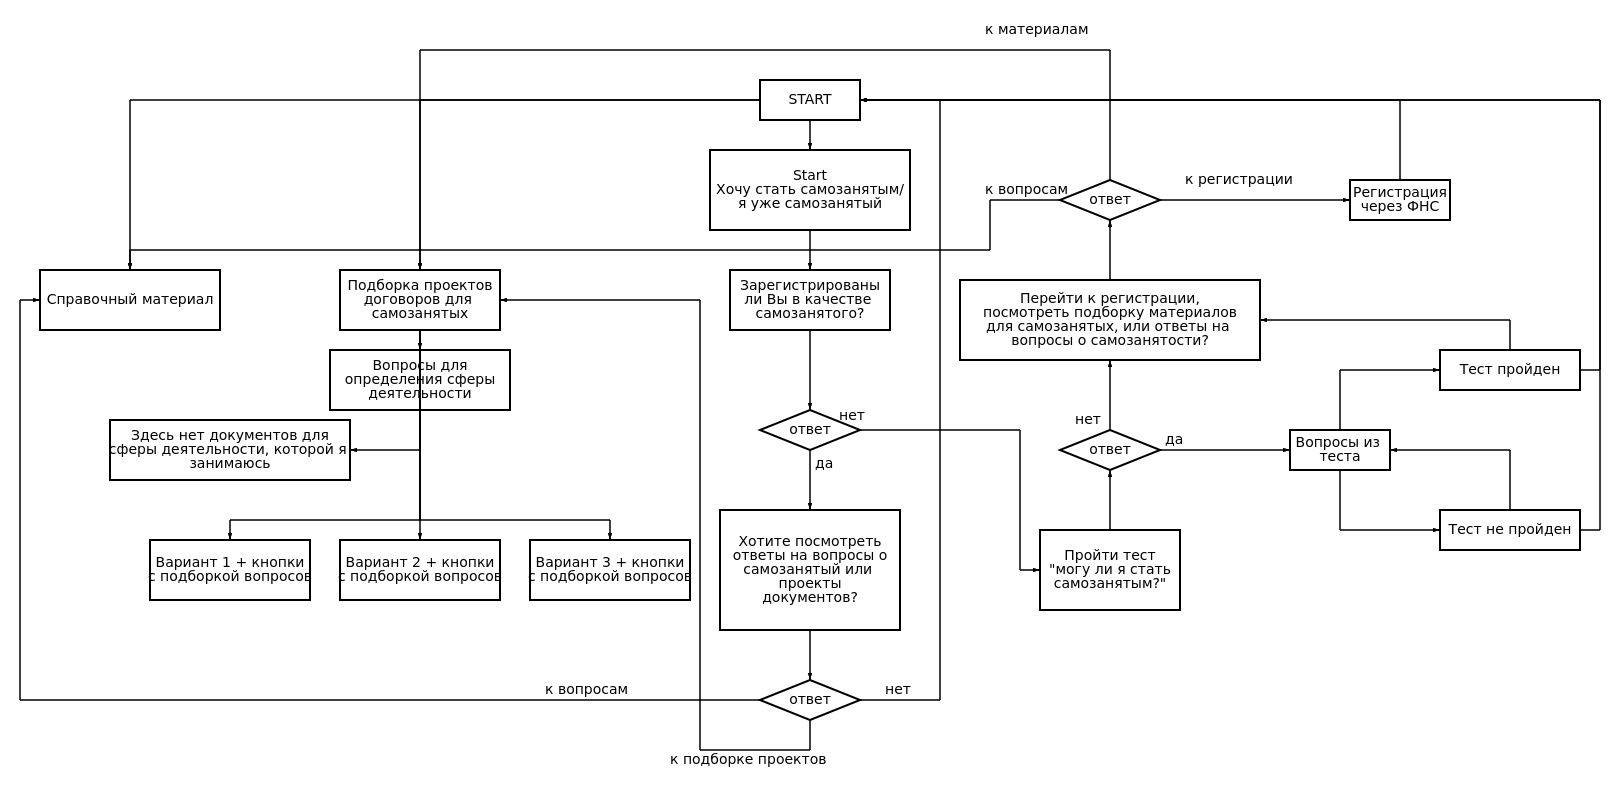 к материалам
START
Start
Хочу стать самозанятым/
я уже самозанятый
к вопросам
ответ
к регистрации
Регистрация
через ФНС
Справочный материал
Подборка проектов
договоров для
самозанятых
Зарегистрированы
ли Вы в качестве
самозанятого?
Перейти к регистрации,
посмотреть подборку материалов
для самозанятых, или ответы на
вопросы о самозанятости?
Вопросы для
определения сферы
деятельности
Тест пройден
Здесь нет документов для
сферы деятельности, которой я
занимаюсь
ответ
нет
да
нет
ответ
да
Вопросы из
теста
Тест не пройден
Вариант 1 + кнопки
с подборкой вопросов
Вариант 2 + кнопки
с подборкой вопросов
Вариант 3 + кнопки
с подборкой вопросов
Хотите посмотреть
ответы на вопросы о
самозанятый или
проекты
документов?
Пройти тест
"могу ли я стать
самозанятым?"
к вопросам
ответ
нет
к подборке проектов